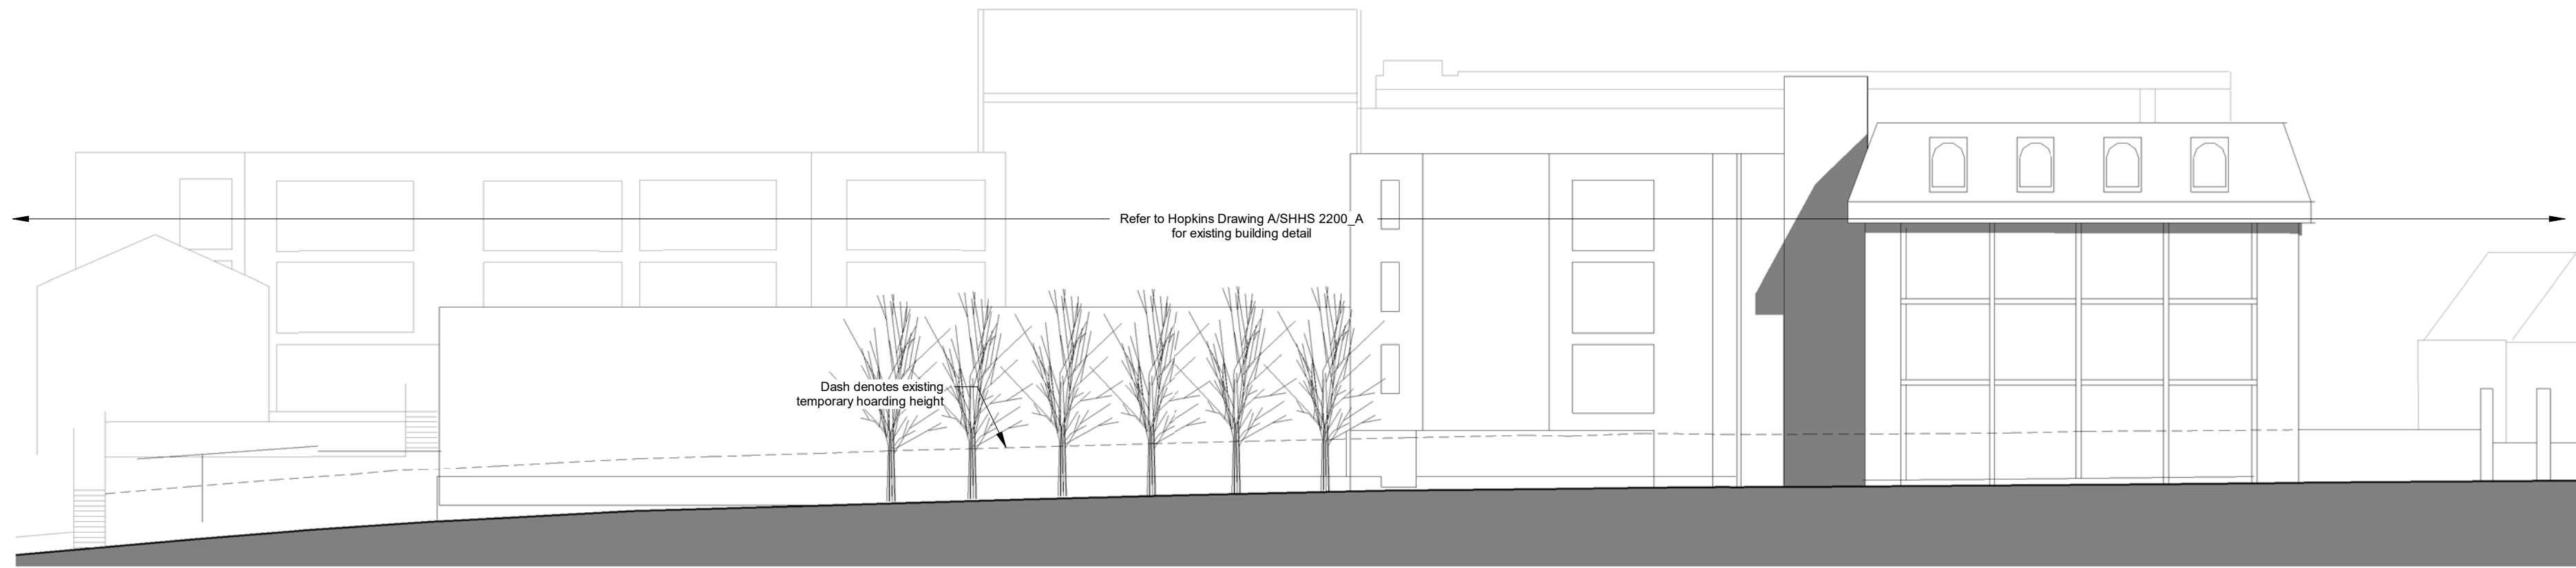 Refer to Hopkins Drawing A/SHHS 2200_A
for existing building detail
Dash denotes existing
temporary hoarding height